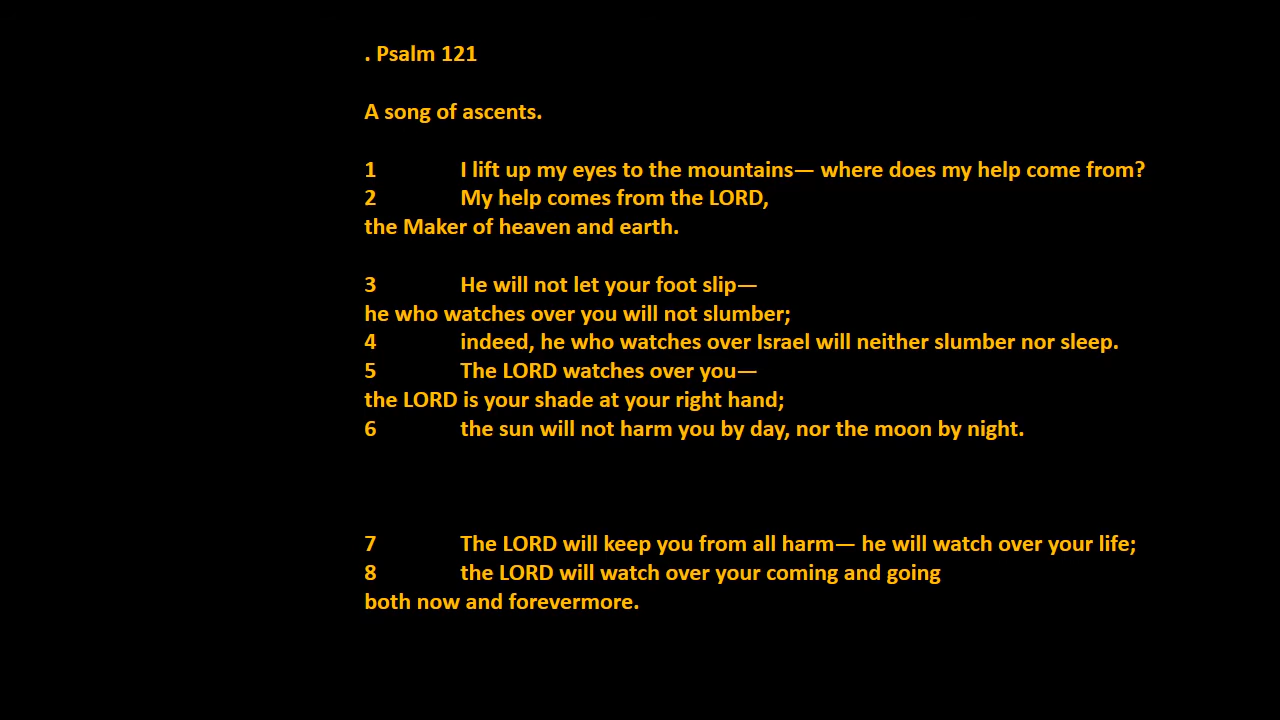 . Psalm 121
A song of ascents.
1 I lift up my eyes to the mountains— where does my help come from?
2 My help comes from the LORD,
the Maker of heaven and earth.
3 He will not let your foot slip—
he who watches over you will not slumber;
4 indeed, he who watches over Israel will neither slumber nor sleep.
5 The LORD watches over you—
the LORD is your shade at your right hand;
6 the sun will not harm you by day, nor the moon by night.
7 The LORD will keep you from all harm— he will watch over your life;
8 the LORD will watch over your coming and going
both now and forevermore.